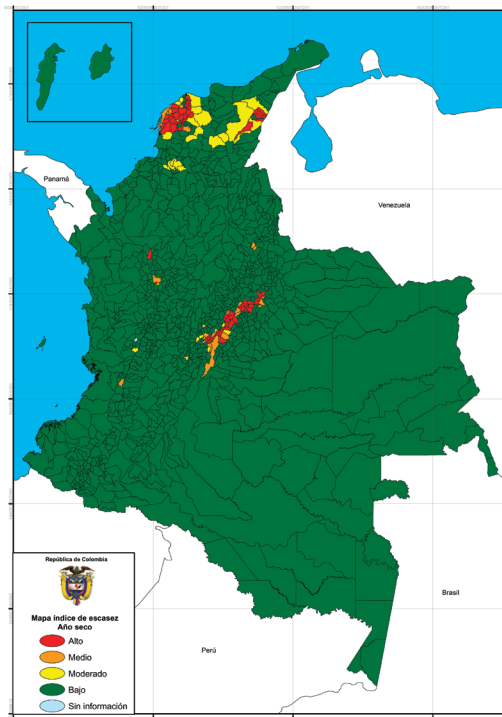 Panamá
Venezuela
Brasil
Perú
República de Colombia
Mapa índice de escasez
Año seco
Alto
Medio
Moderado
Bajo
Sin información